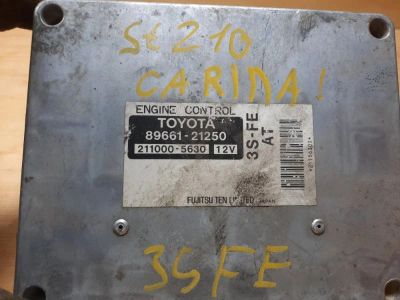 St 210
CARINA!
ENGINE CONTROL
TOYOTA
89661-21250
211000-5630 12V
3S-FE
AT
FUJITSU TEN LIMITED JAPAN
3SFE